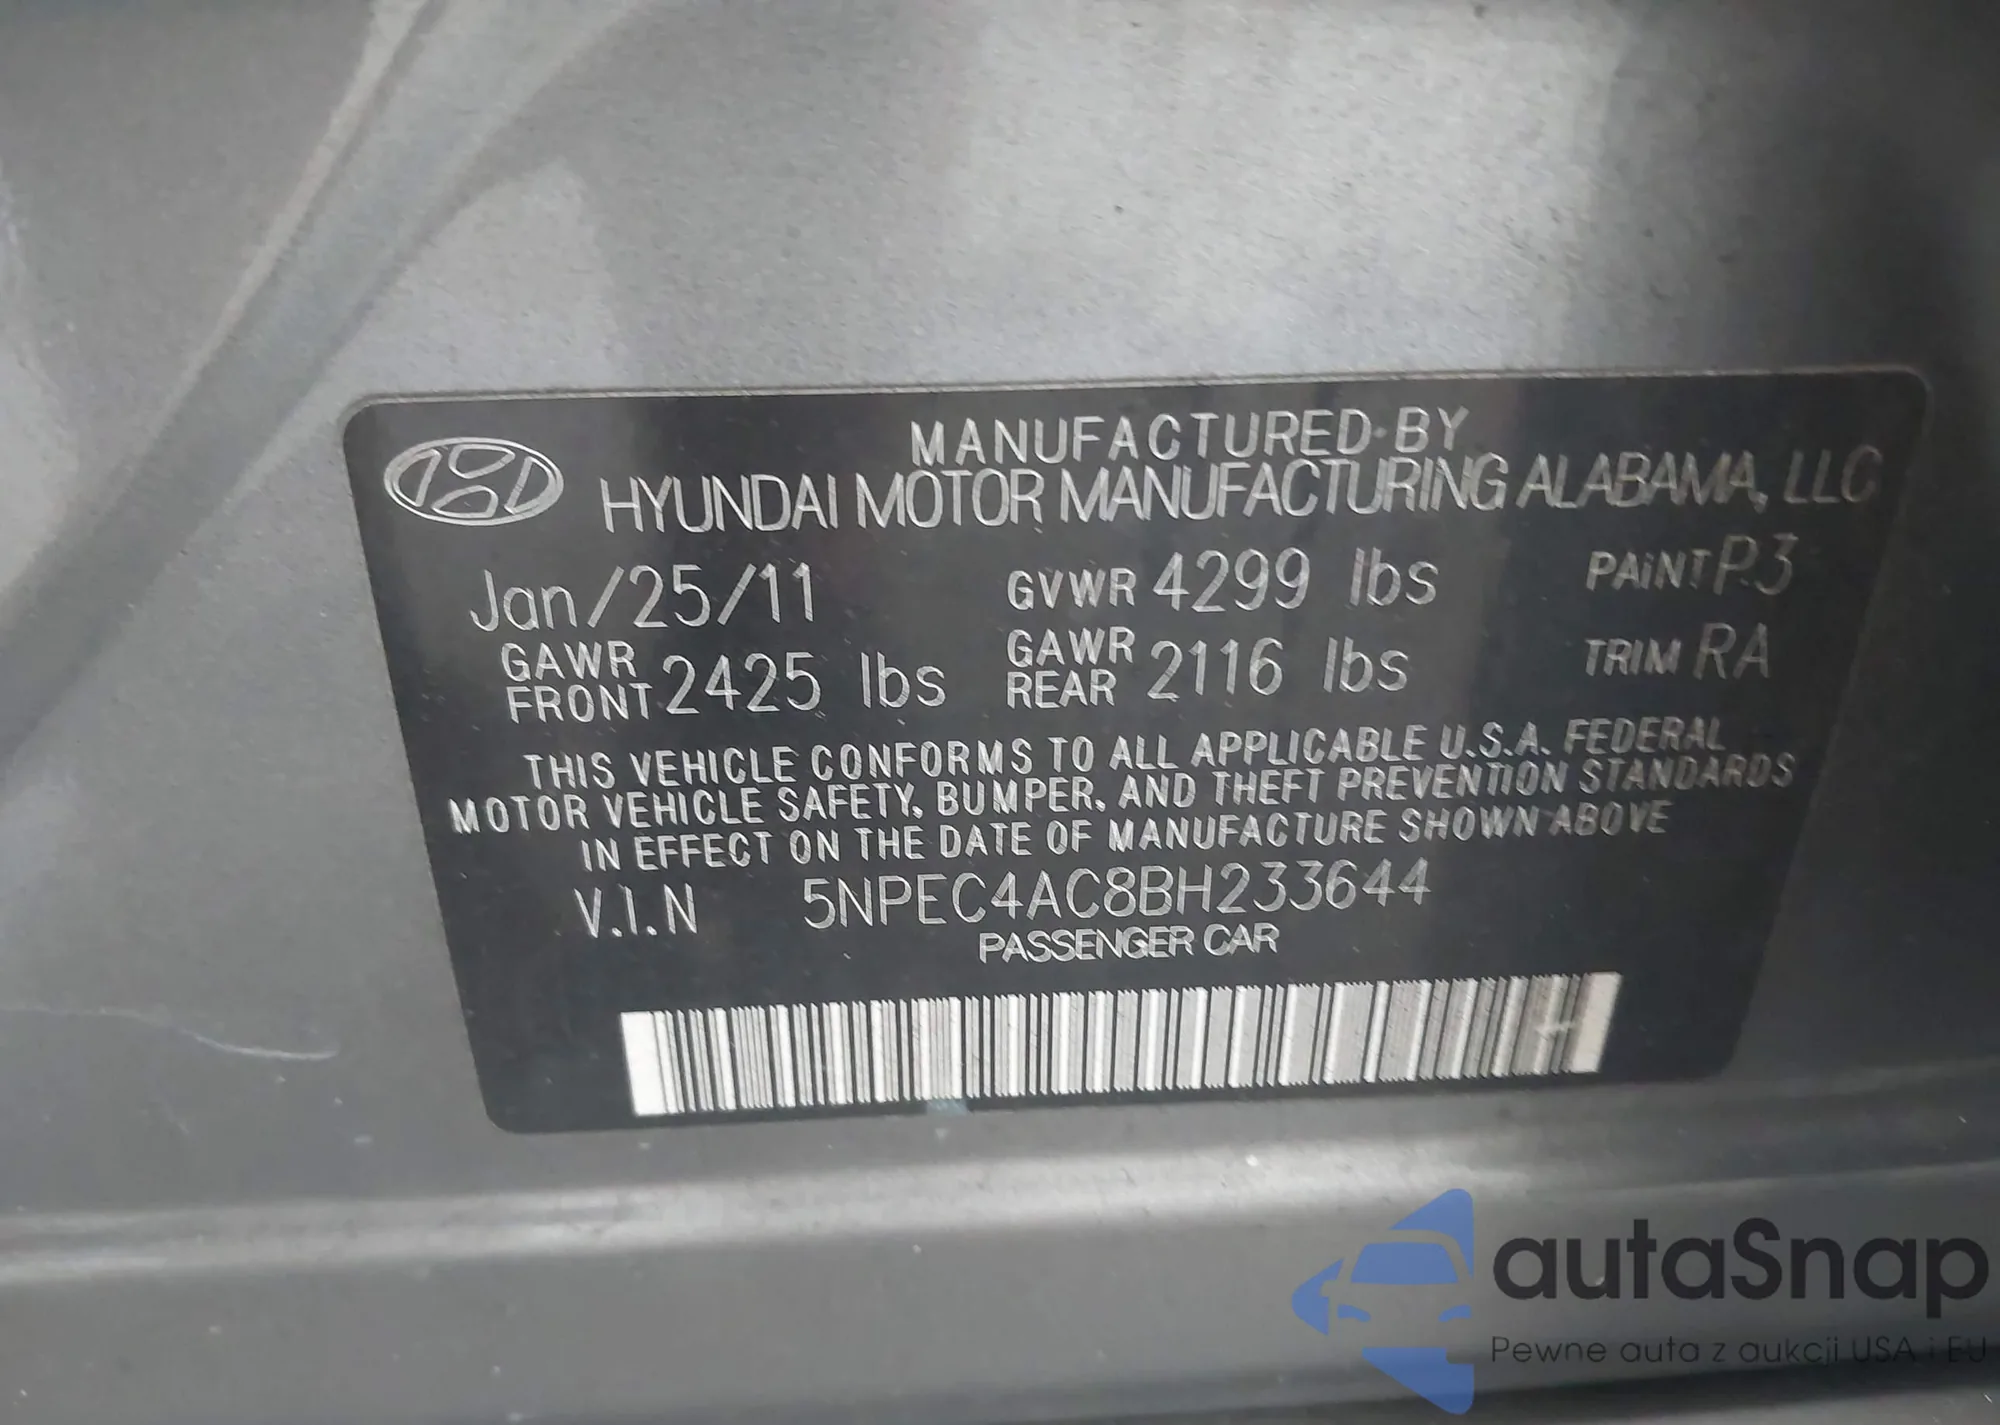 MANUFACTURED BY
HYUNDAI MOTOR MANUFACTURING ALABAMA, LLC
Jan/25/11 GVWR 4299 lbs PAINT P3
GAWR FRONT 2425 lbs GAWR REAR 2116 lbs TRIM RA
THIS VEHICLE CONFORMS TO ALL APPLICABLE U.S.A. FEDERAL
MOTOR VEHICLE SAFETY, BUMPER, AND THEFT PREVENTION STANDARDS
IN EFFECT ON THE DATE OF MANUFACTURE SHOWN ABOVE
V.I.N 5NPEC4AC8BH233644
PASSENGER CAR
autaSnap
Pewne auta z aukcji USA i EU